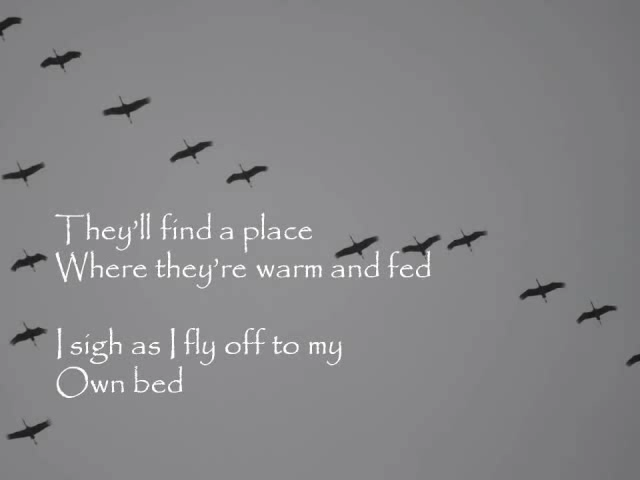 They'll find a place
Where they're warm and fed
I sigh as I fly off to my
Own bed